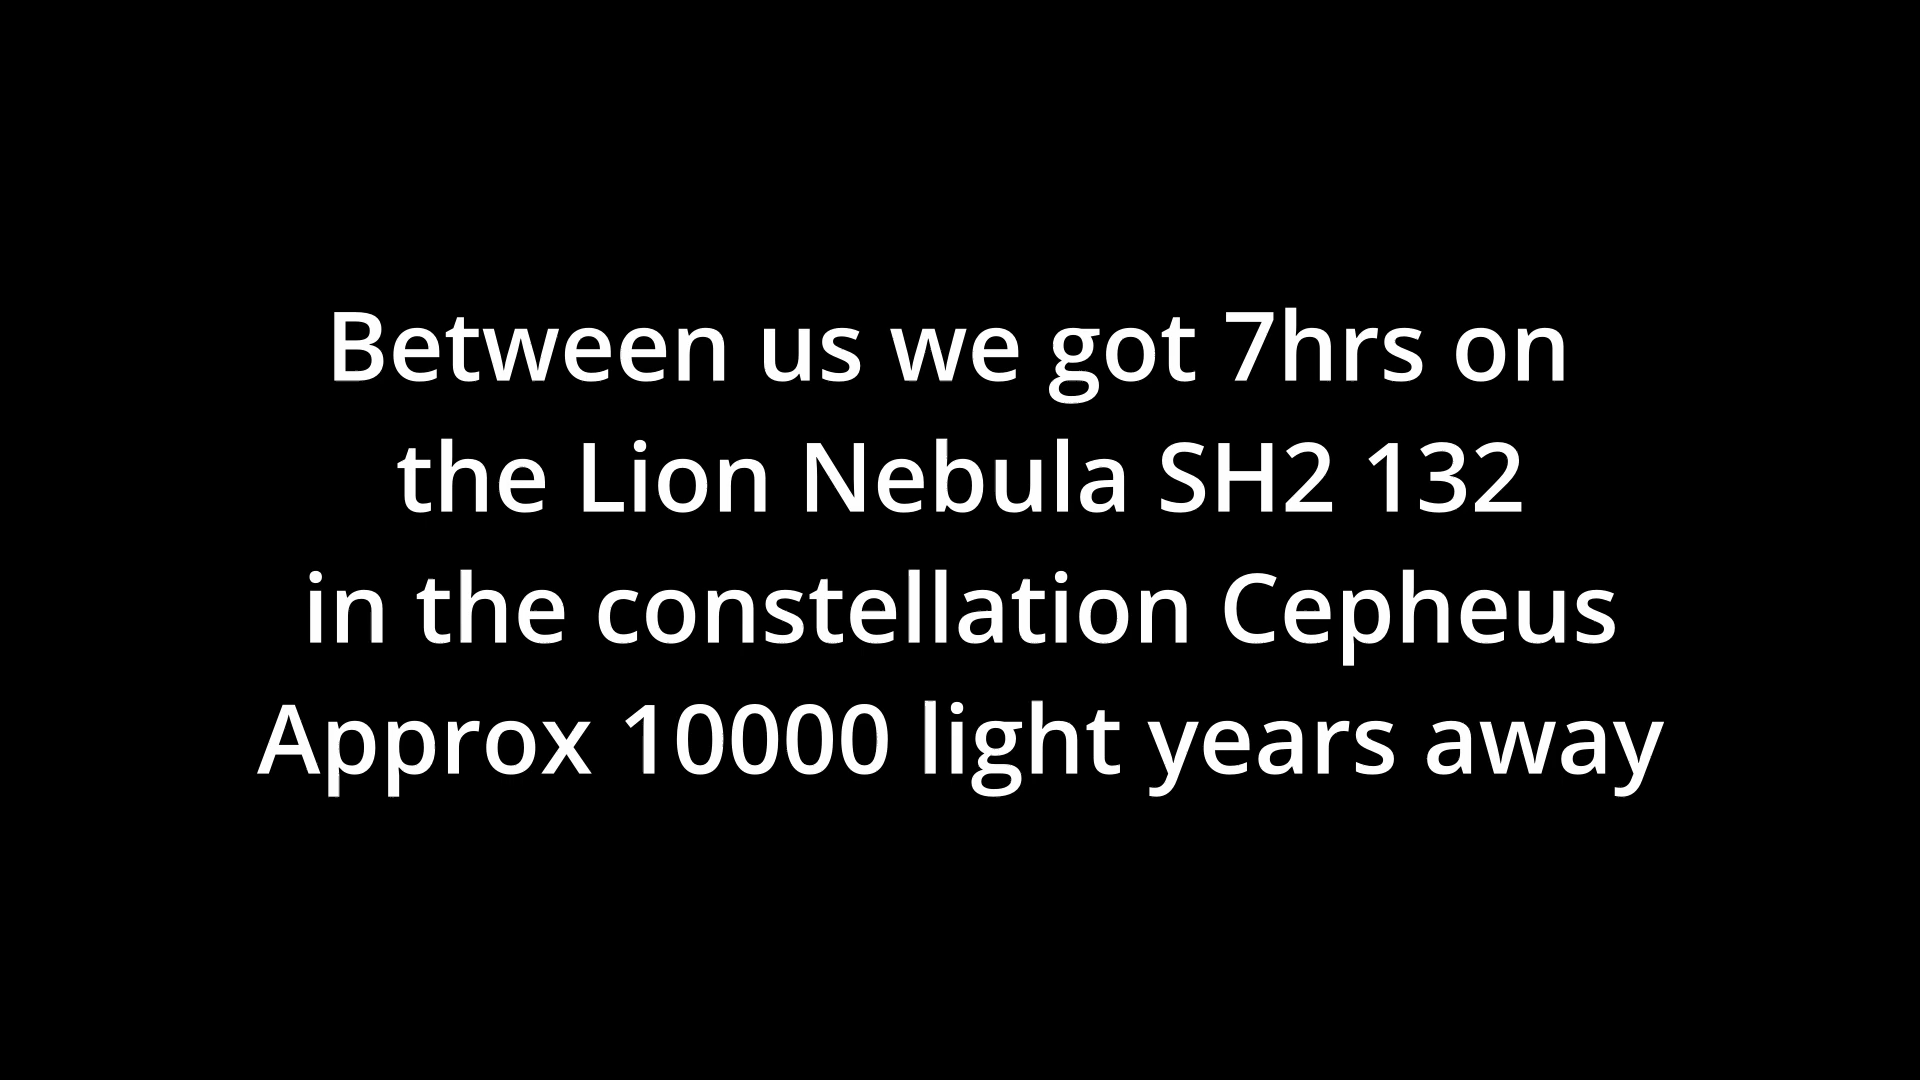 Between us we got 7hrs on
the Lion Nebula SH2 132
in the constellation Cepheus
Approx 10000 light years away